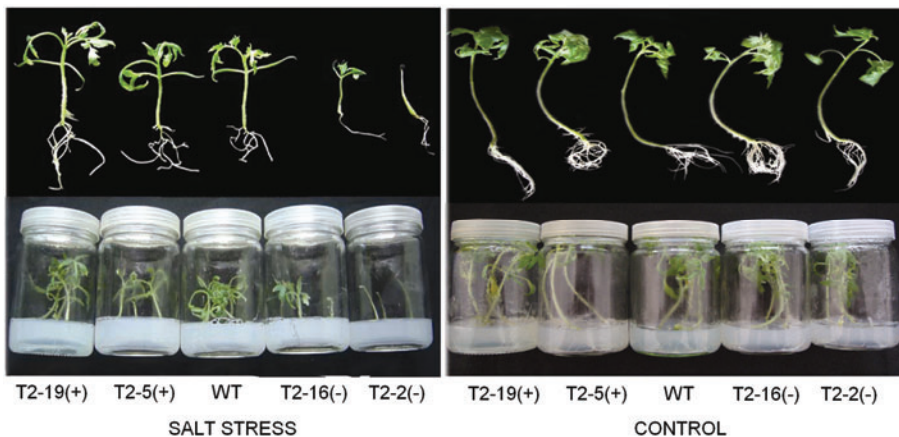 T2-19(+) T2-5(+) WT T2-16(-) T2-2(-) T2-19(+) T2-5(+) WT T2-16(-) T2-2(-)
SALT STRESS CONTROL